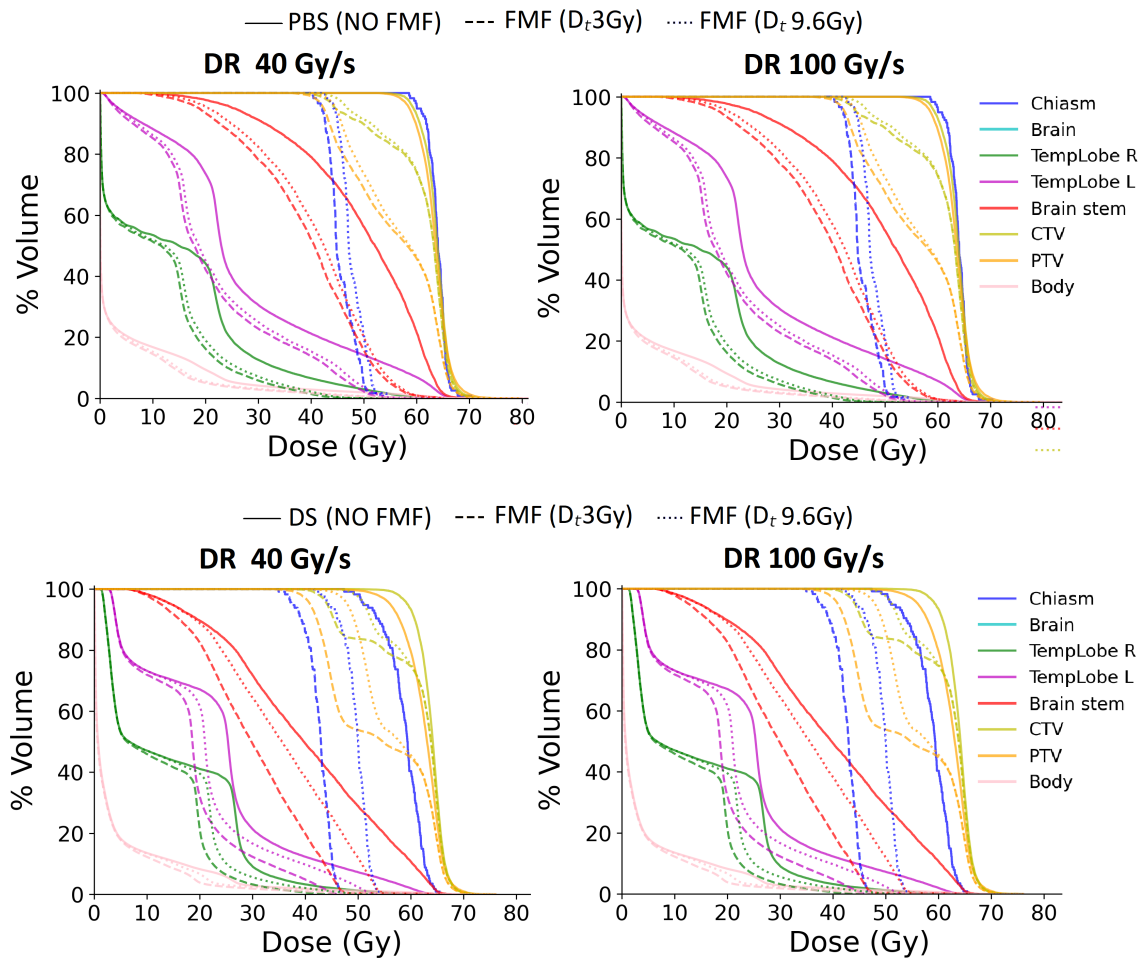 PBS (NO FMF) FMF (Dt3Gy) FMF (Dt 9.6Gy)
DR 40 Gy/s
DR 100 Gy/s
% Volume
100
80
60
40
20
0
0 10 20 30 40 50 60 70 80
Dose (Gy)
% Volume
100
80
60
40
20
0
0 10 20 30 40 50 60 70 80
Dose (Gy)
Chiasm
Brain
TempLobe R
TempLobe L
Brain stem
CTV
PTV
Body
DS (NO FMF) FMF (Dt3Gy) FMF (Dt 9.6Gy)
DR 40 Gy/s
DR 100 Gy/s
% Volume
100
80
60
40
20
0
0 10 20 30 40 50 60 70 80
Dose (Gy)
% Volume
100
80
60
40
20
0
0 10 20 30 40 50 60 70 80
Dose (Gy)
Chiasm
Brain
TempLobe R
TempLobe L
Brain stem
CTV
PTV
Body